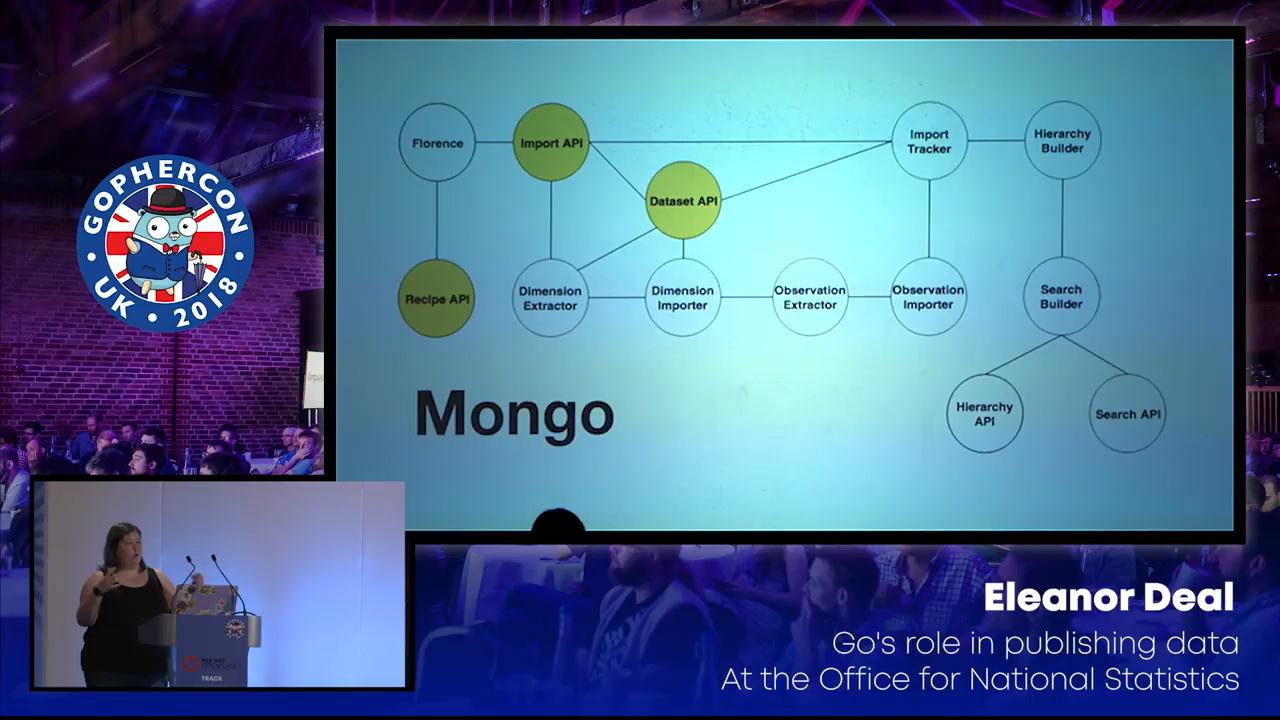 GOPHERCON
UK • 2018
Florence
Import API
Dataset API
Import
Tracker
Hierarchy
Builder
Recipe API
Dimension
Extractor
Dimension
Importer
Observation
Extractor
Observation
Importer
Search
Builder
Hierarchy
API
Search API
Mongo
TRACK
Eleanor Deal
Go's role in publishing data
At the Office for National Statistics